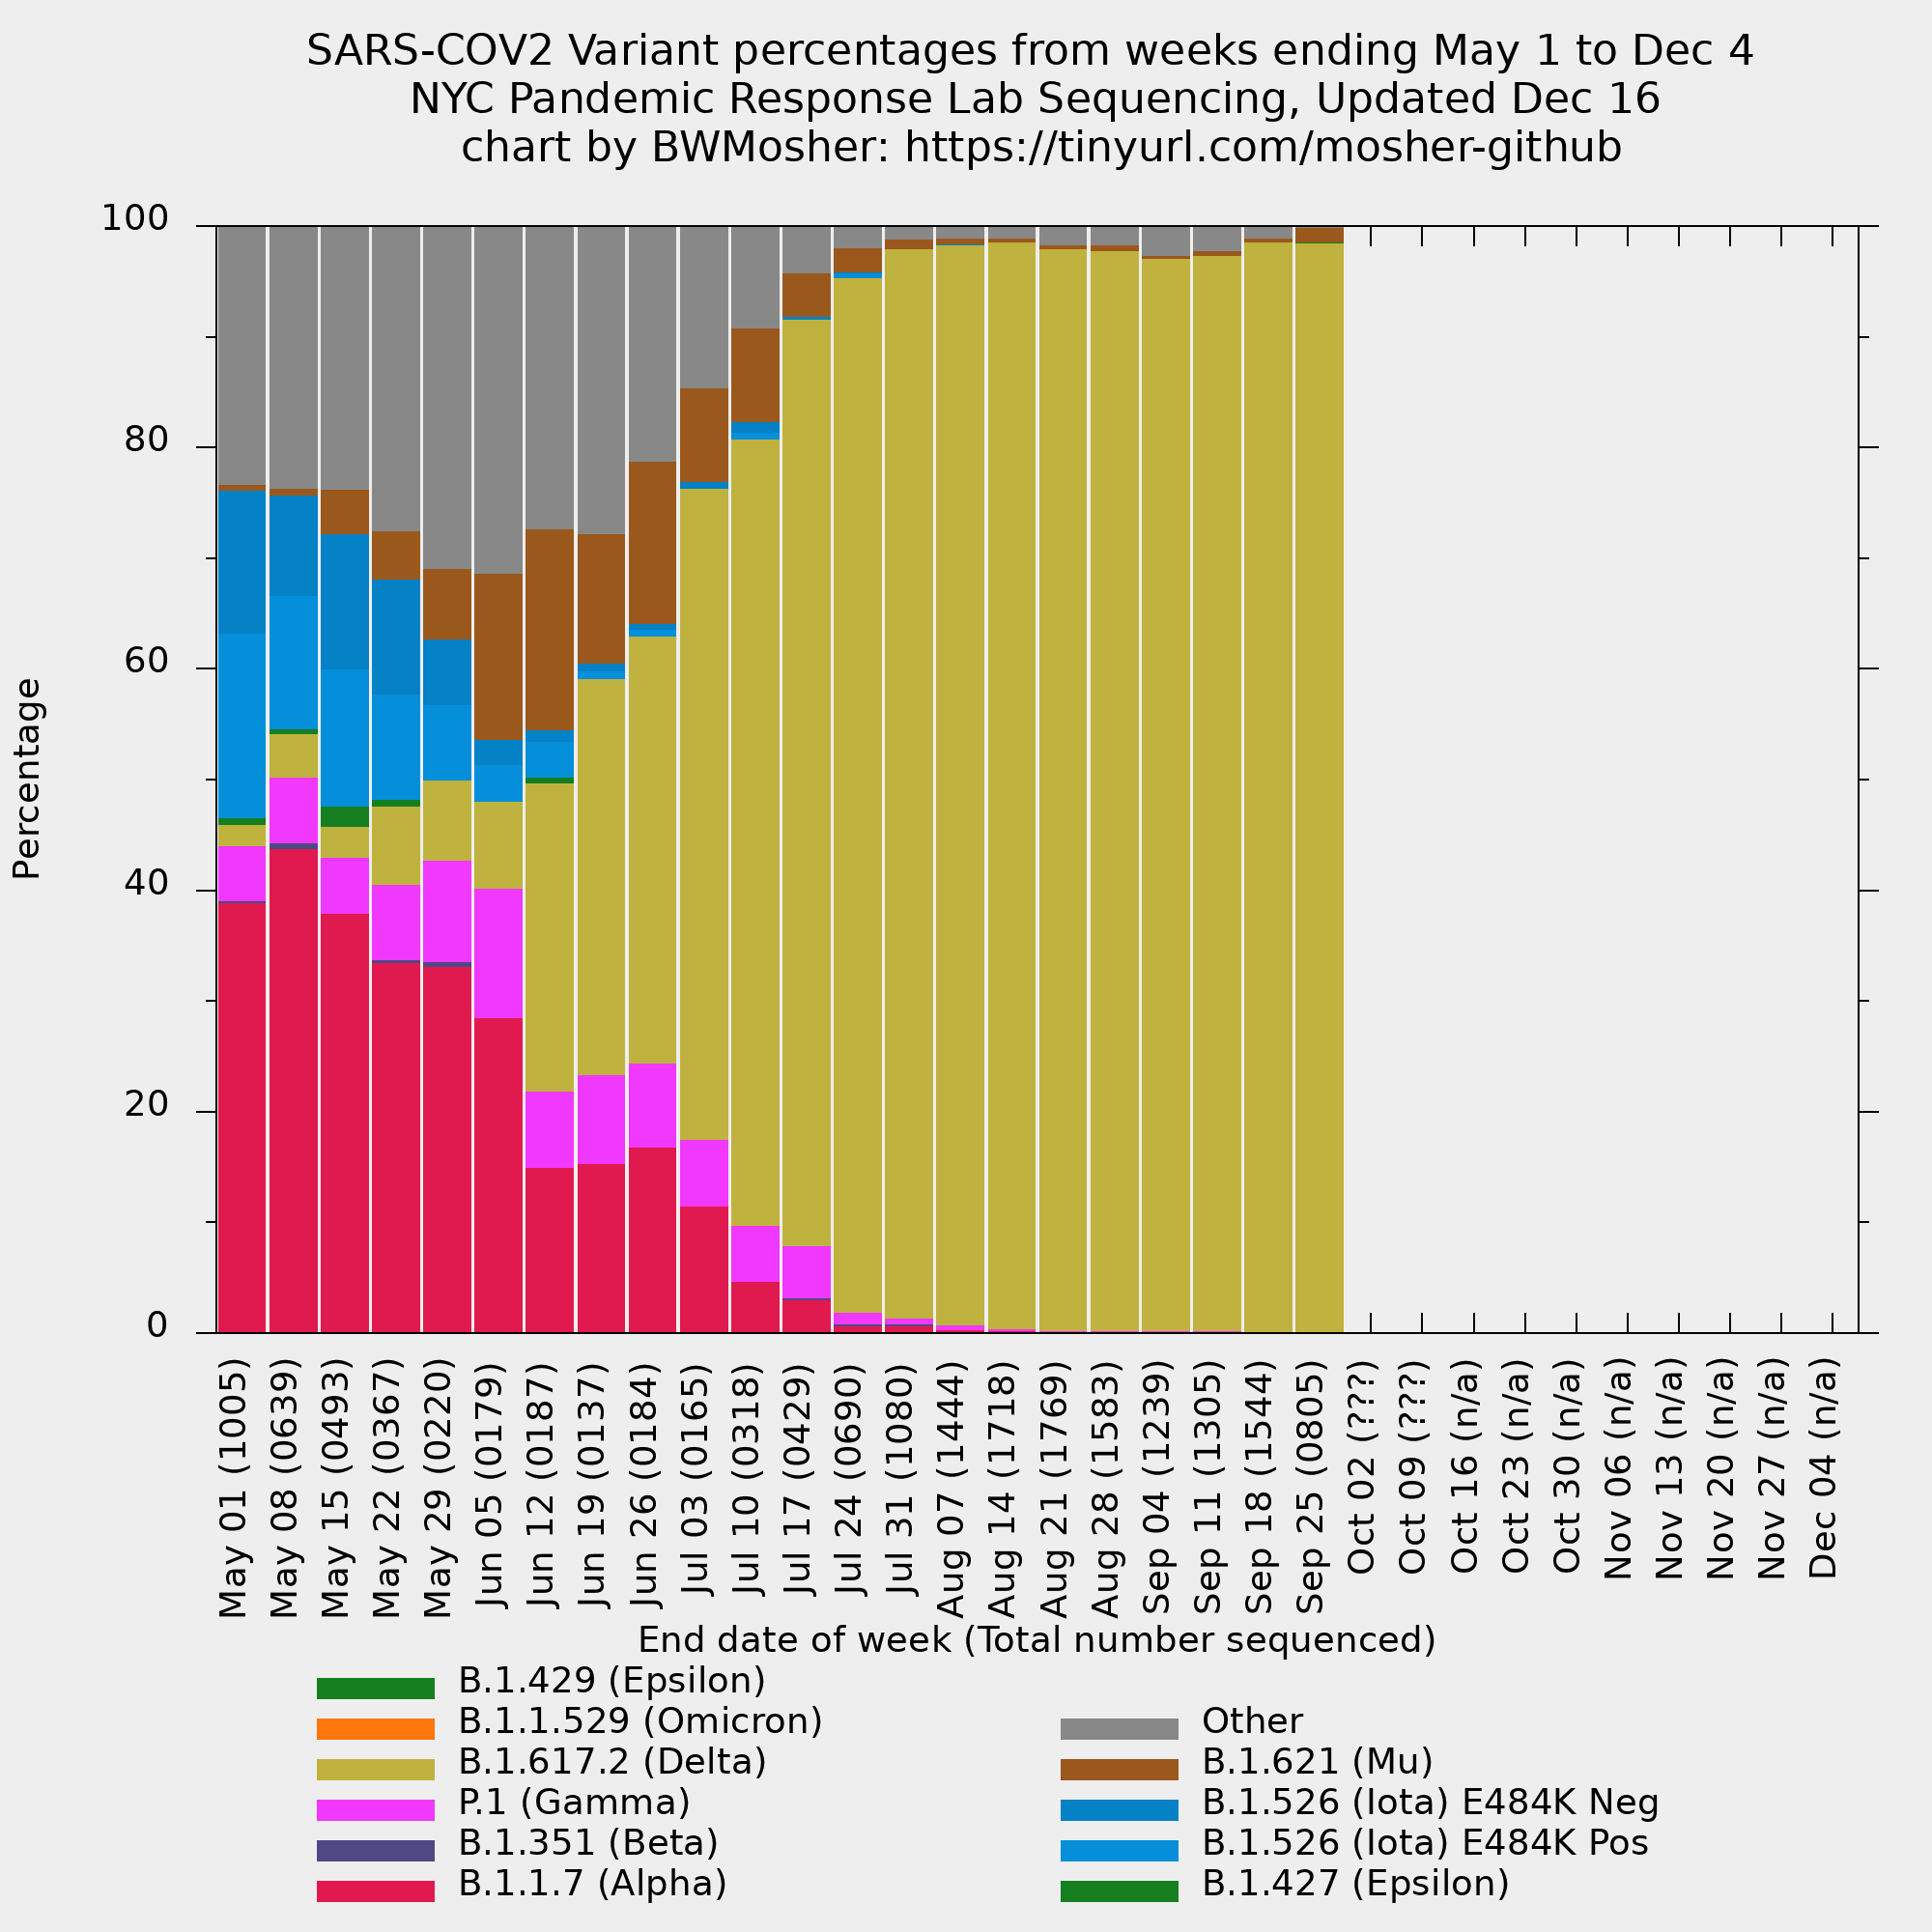 SARS-COV2 Variant percentages from weeks ending May 1 to Dec 4
NYC Pandemic Response Lab Sequencing, Updated Dec 16
chart by BWMosher: https://tinyurl.com/mosher-github
100
80
60
40
20
0
Percentage
May 01 (1005)
May 08 (0639)
May 15 (0493)
May 22 (0367)
May 29 (0220)
Jun 05 (0179)
Jun 12 (0187)
Jun 19 (0137)
Jun 26 (0184)
Jul 03 (0165)
Jul 10 (0318)
Jul 17 (0429)
Jul 24 (0690)
Jul 31 (1080)
Aug 07 (1444)
Aug 14 (1718)
Aug 21 (1769)
Aug 28 (1583)
Sep 04 (1239)
Sep 11 (1305)
Sep 18 (1544)
Sep 25 (0805)
Oct 02 (???)
Oct 09 (???)
Oct 16 (n/a)
Oct 23 (n/a)
Oct 30 (n/a)
Nov 06 (n/a)
Nov 13 (n/a)
Nov 20 (n/a)
Nov 27 (n/a)
Dec 04 (n/a)
End date of week (Total number sequenced)
B.1.429 (Epsilon)
B.1.1.529 (Omicron)
B.1.617.2 (Delta)
P.1 (Gamma)
B.1.351 (Beta)
B.1.1.7 (Alpha)
Other
B.1.621 (Mu)
B.1.526 (Iota) E484K Neg
B.1.526 (Iota) E484K Pos
B.1.427 (Epsilon)